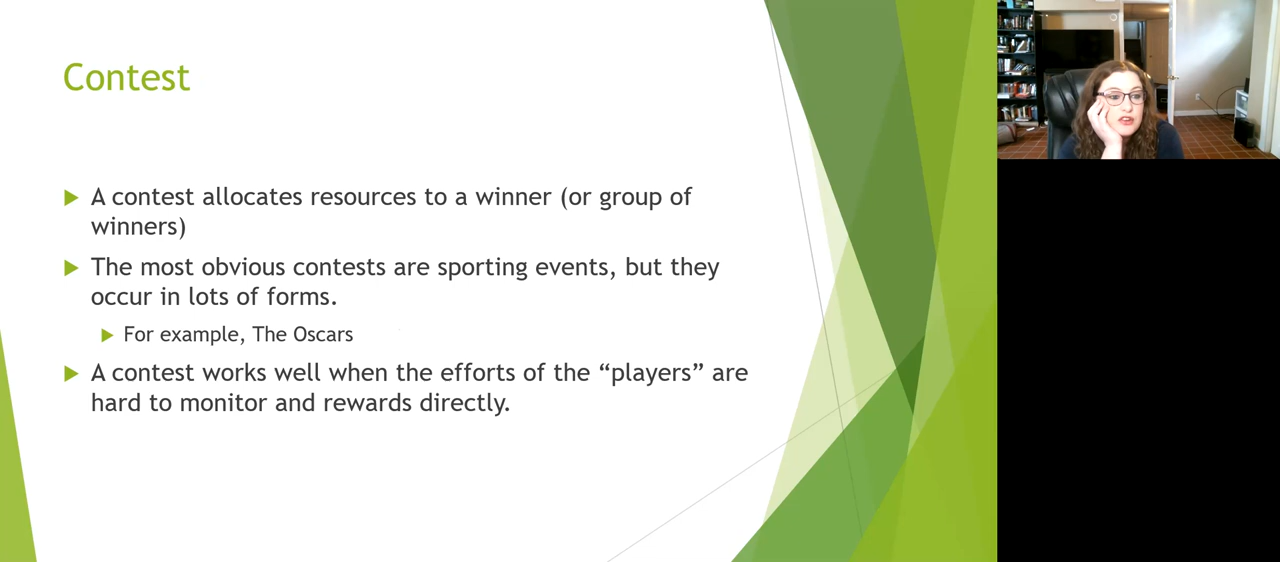 Contest
A contest allocates resources to a winner (or group of
winners)
The most obvious contests are sporting events, but they
occur in lots of forms.
For example, The Oscars
A contest works well when the efforts of the “players” are
hard to monitor and rewards directly.